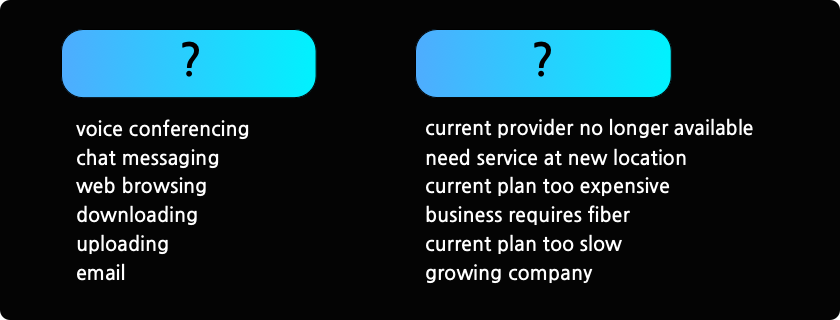 ?
voice conferencing
chat messaging
web browsing
downloading
uploading
email
?
current provider no longer available
need service at new location
current plan too expensive
business requires fiber
current plan too slow
growing company